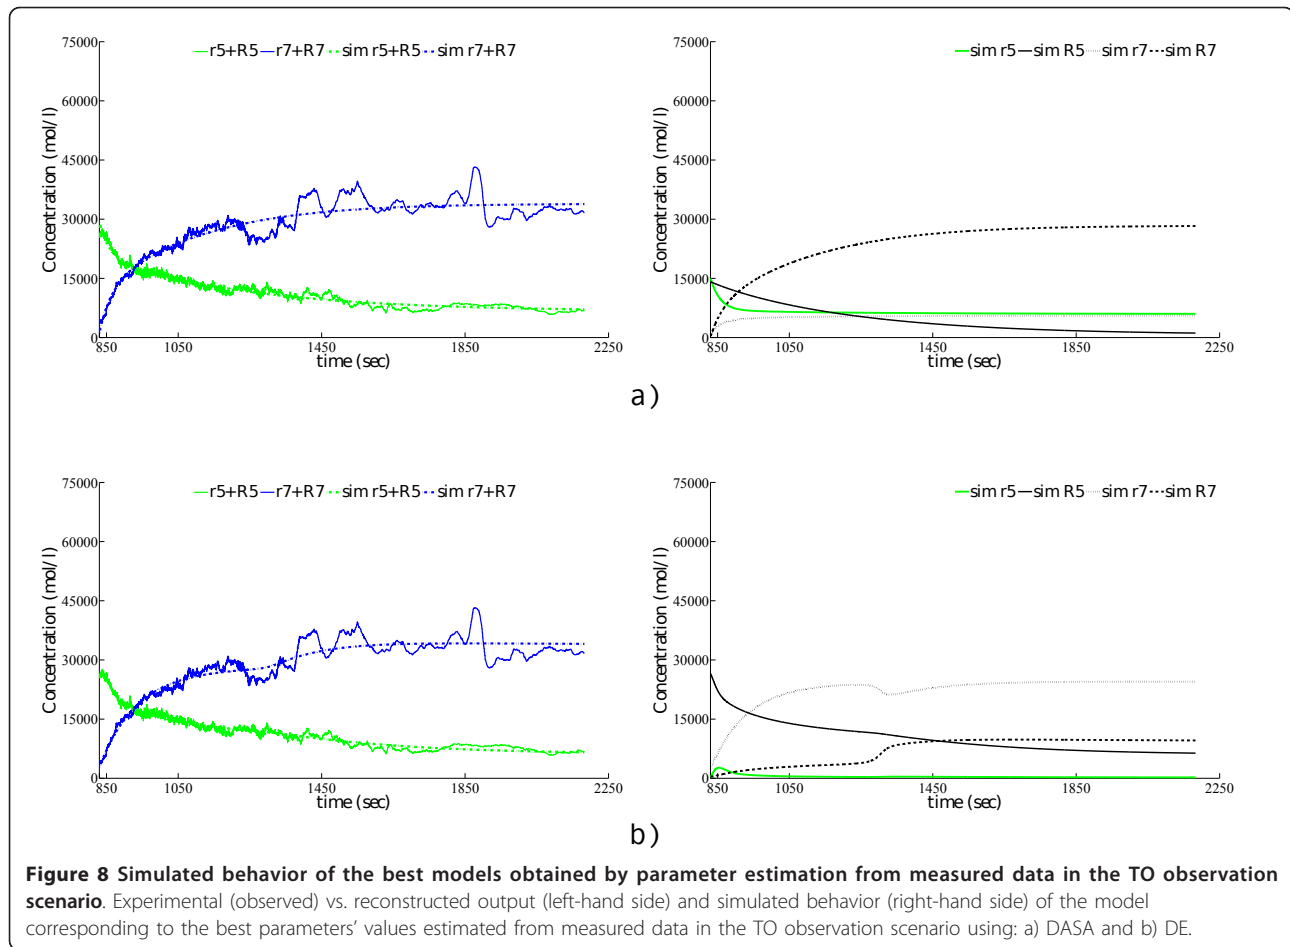 75000
60000
45000
30000
15000
0
Concentration (mol/l)
r5+R5 r7+R7 sim r5+R5 sim r7+R7
850 1050 1450 1850 2250
time (sec)
75000
60000
45000
30000
15000
0
Concentration (mol/l)
sim r5 sim R5 sim r7 sim R7
850 1050 1450 1850 2250
time (sec)
a)
75000
60000
45000
30000
15000
0
Concentration (mol/l)
r5+R5 r7+R7 sim r5+R5 sim r7+R7
850 1050 1450 1850 2250
time (sec)
75000
60000
45000
30000
15000
0
Concentration (mol/l)
sim r5 sim R5 sim r7 sim R7
850 1050 1450 1850 2250
time (sec)
b)
Figure 8 Simulated behavior of the best models obtained by parameter estimation from measured data in the TO observation
scenario. Experimental (observed) vs. reconstructed output (left-hand side) and simulated behavior (right-hand side) of the model
corresponding to the best parameters' values estimated from measured data in the TO observation scenario using: a) DASA and b) DE.